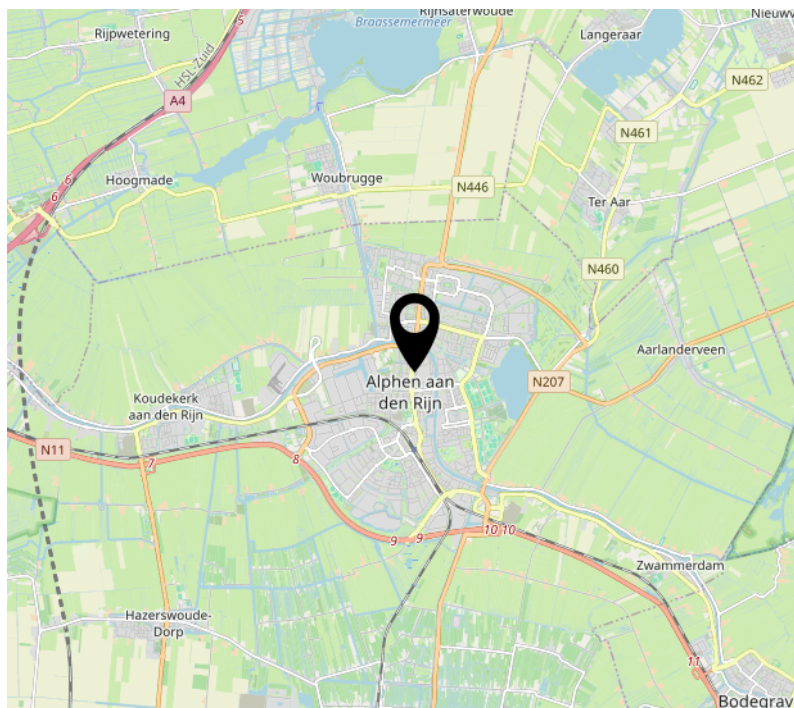 Rijnsaterwoude
Nieuwv
5
Braassemermeer
Rijpwetering
Langeraar
HSL-Zuid
N462
A4
N461
6
Hoogmade
Woubrugge
N446
6
Ter Aar
N460
Aarlanderveen
Alphen aan
den Rijn
N207
Koudekerk
aan den Rijn
N11
7
8
10 10
9
9
Zwammerdam
Hazerswoude-
Dorp
11
Bodegrav